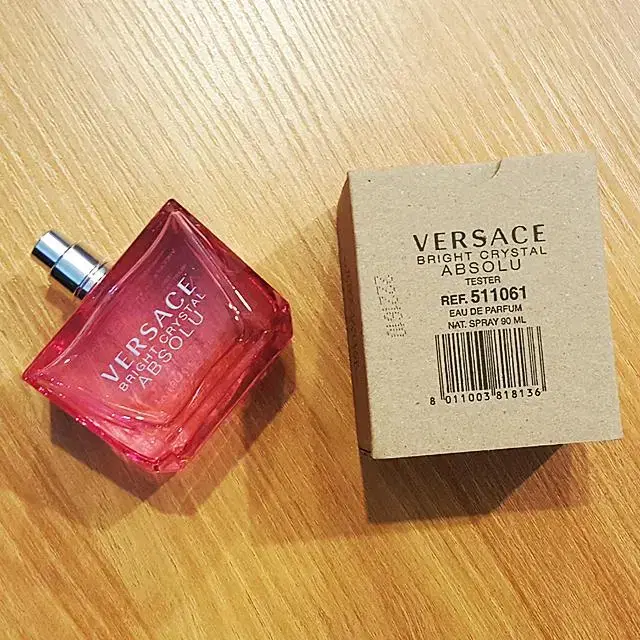 VERSACE
BRIGHT CRYSTAL
ABSOLU
VERSACE
BRIGHT CRYSTAL
ABSOLU
TESTER
REF. 511061
EAU DE PARFUM
NAT. SPRAY 90 ML
8 011003 818136